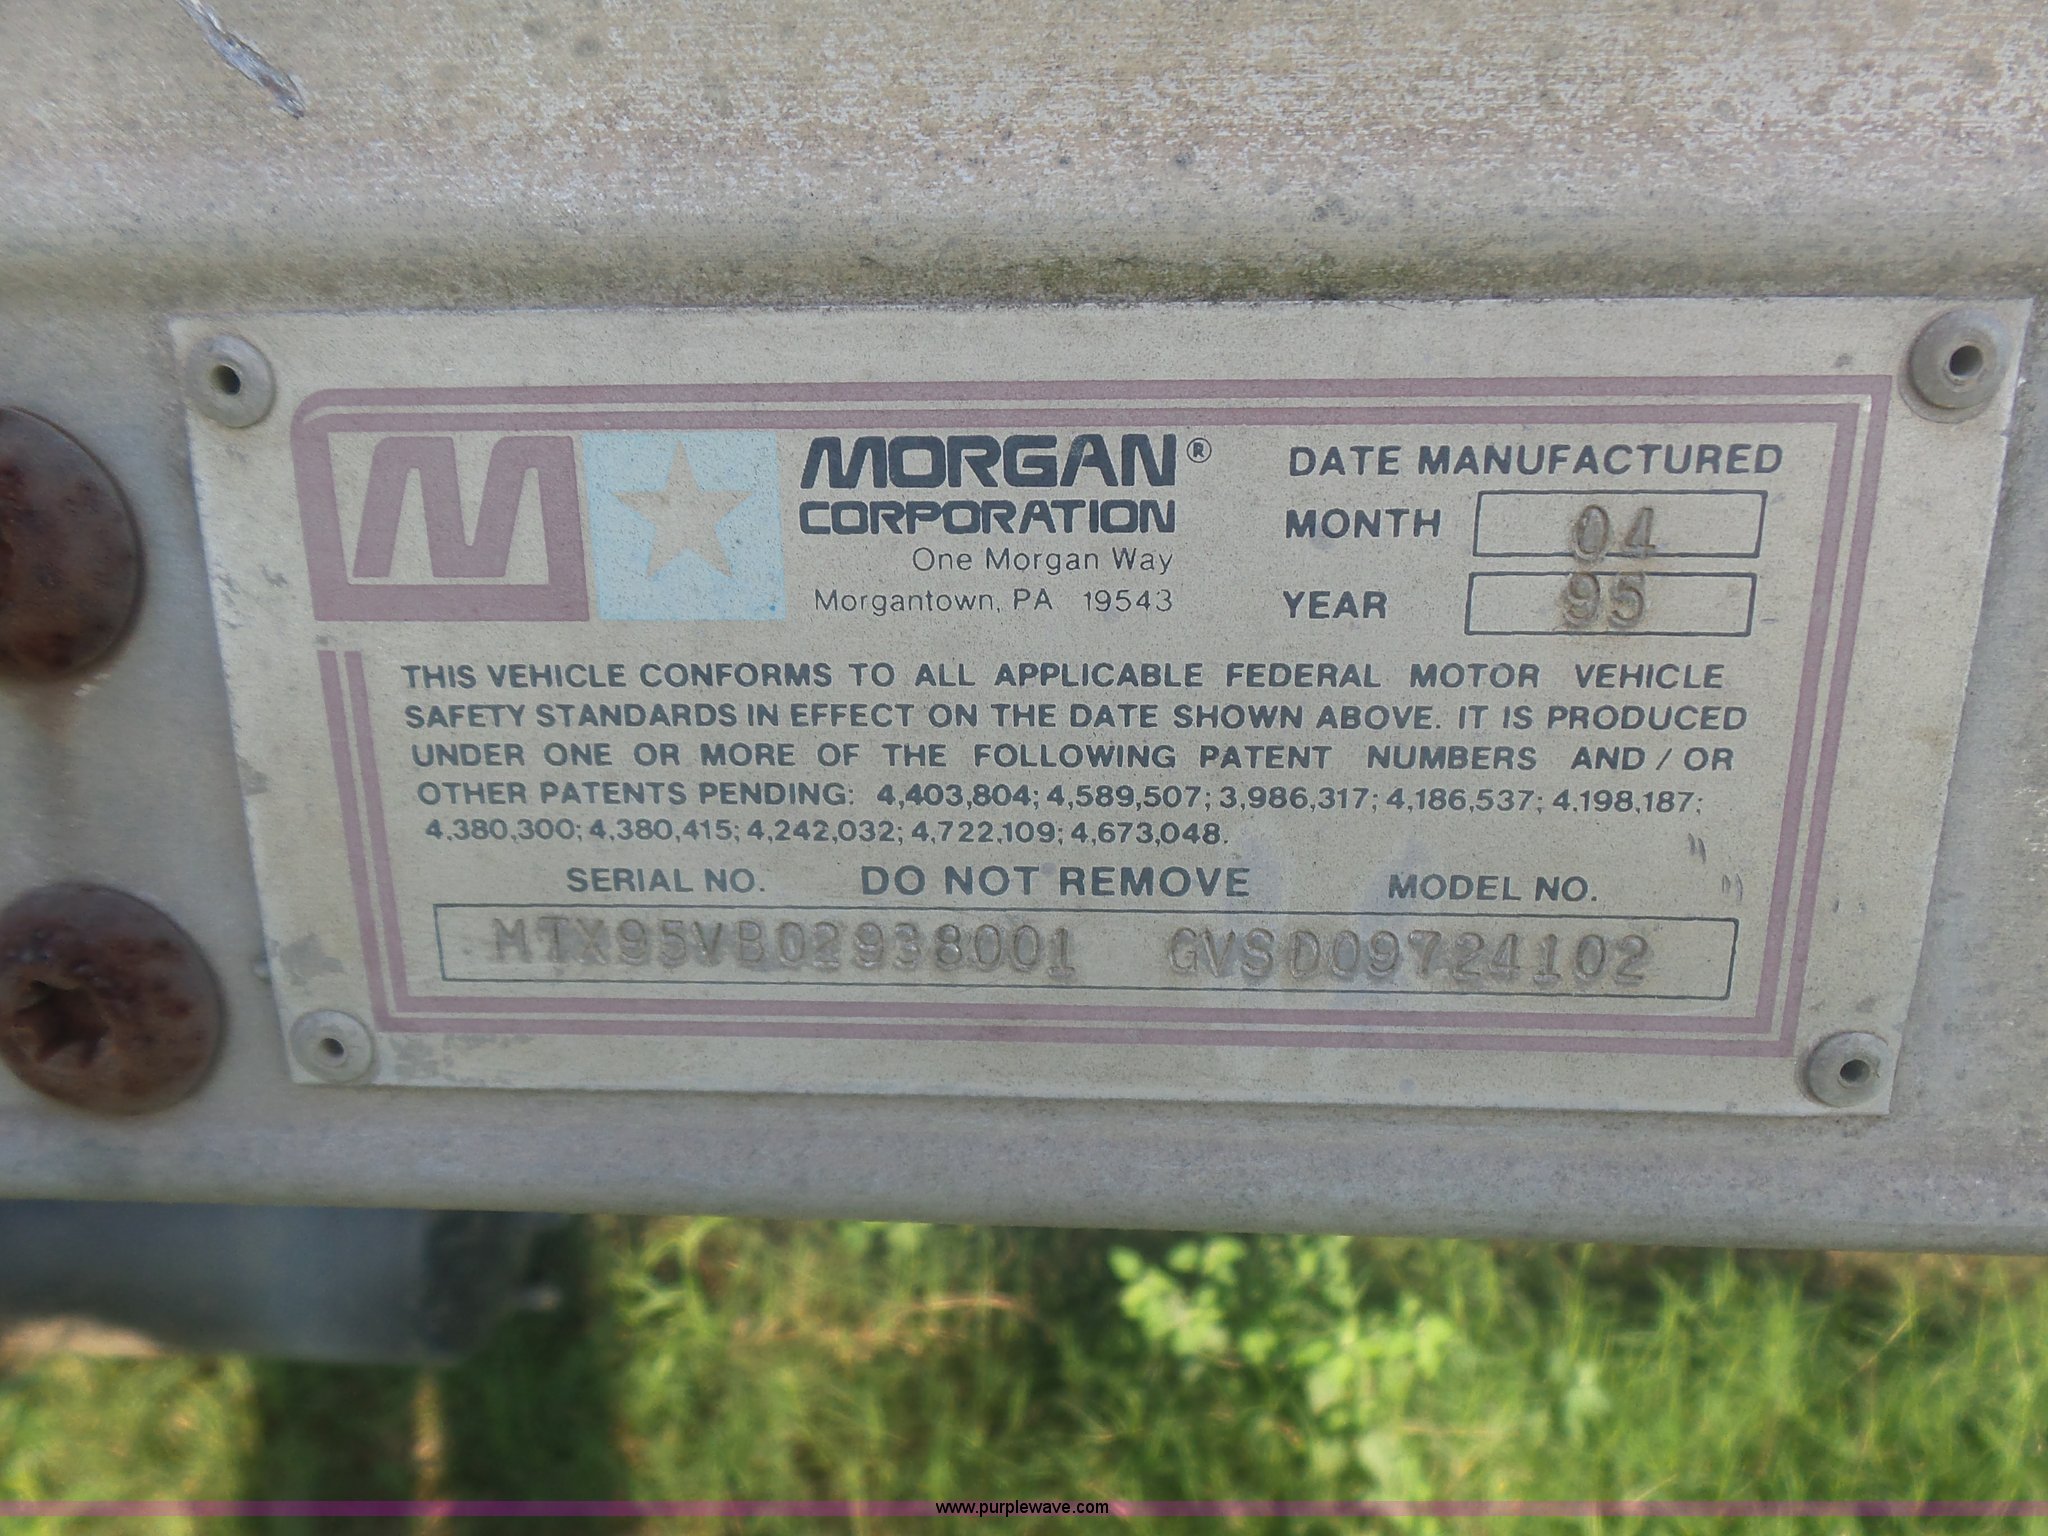 MORGAN®
CORPORATION
One Morgan Way
Morgantown, PA 19543
DATE MANUFACTURED
MONTH 04
YEAR 95
THIS VEHICLE CONFORMS TO ALL APPLICABLE FEDERAL MOTOR VEHICLE
SAFETY STANDARDS IN EFFECT ON THE DATE SHOWN ABOVE. IT IS PRODUCED
UNDER ONE OR MORE OF THE FOLLOWING PATENT NUMBERS AND / OR
OTHER PATENTS PENDING: 4,403,804; 4,589,507; 3,986,317; 4,186,537; 4.198,187;
4,380,300; 4,380,415; 4,242,032; 4,722,109; 4,673,048.
SERIAL NO. DO NOT REMOVE MODEL NO.
MTX95VB02938001 GVSD09724102
www.purplewave.com